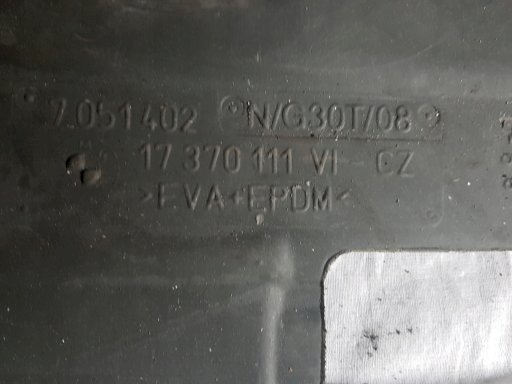 7.051402 N/G30T/08
17 370 111 VI CZ
>EVA+EPDM<